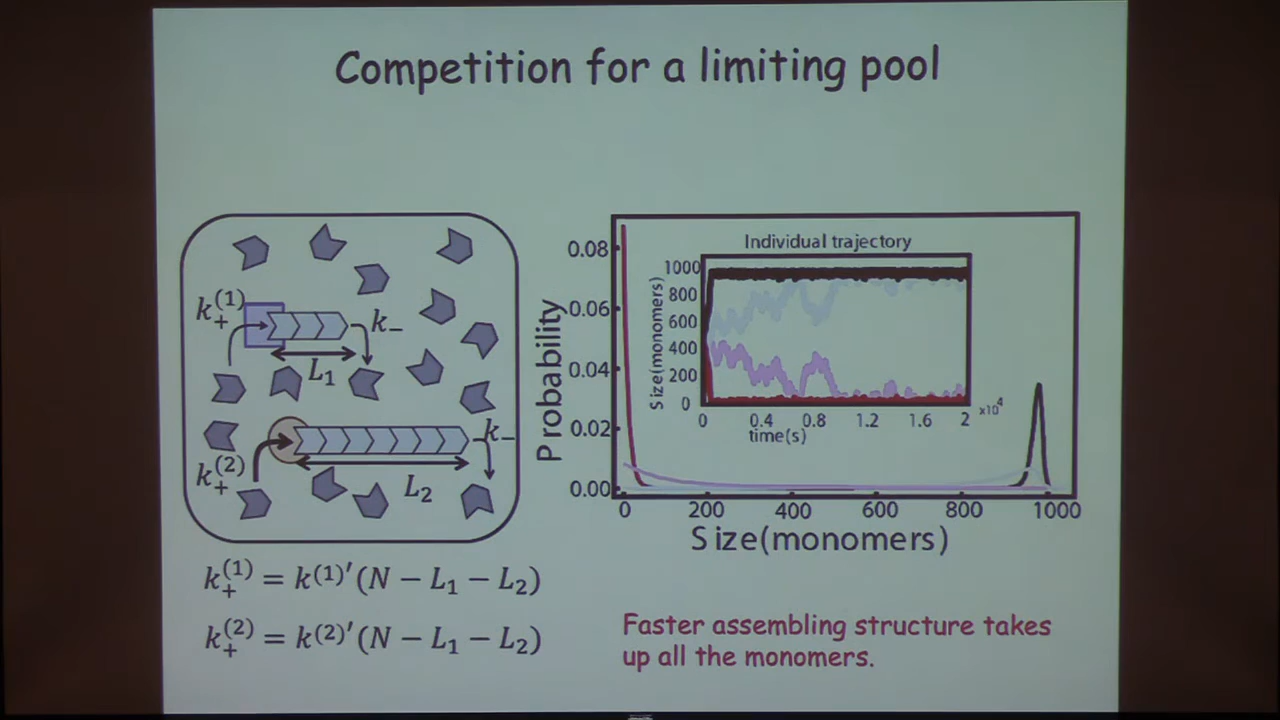 Competition for a limiting pool
k₊⁽¹⁾
k₋
L₁
k₊⁽²⁾
k₋
L₂
k₊⁽¹⁾ = k⁽¹⁾′(N − L₁ − L₂)
k₊⁽²⁾ = k⁽²⁾′(N − L₁ − L₂)
Probability
0.08
0.06
0.04
0.02
0.00
0 200 400 600 800 1000
Size(monomers)
Individual trajectory
Size(monomers)
1000
800
600
400
200
0
0 0.4 0.8 1.2 1.6 2 x10⁴
time(s)
Faster assembling structure takes
up all the monomers.